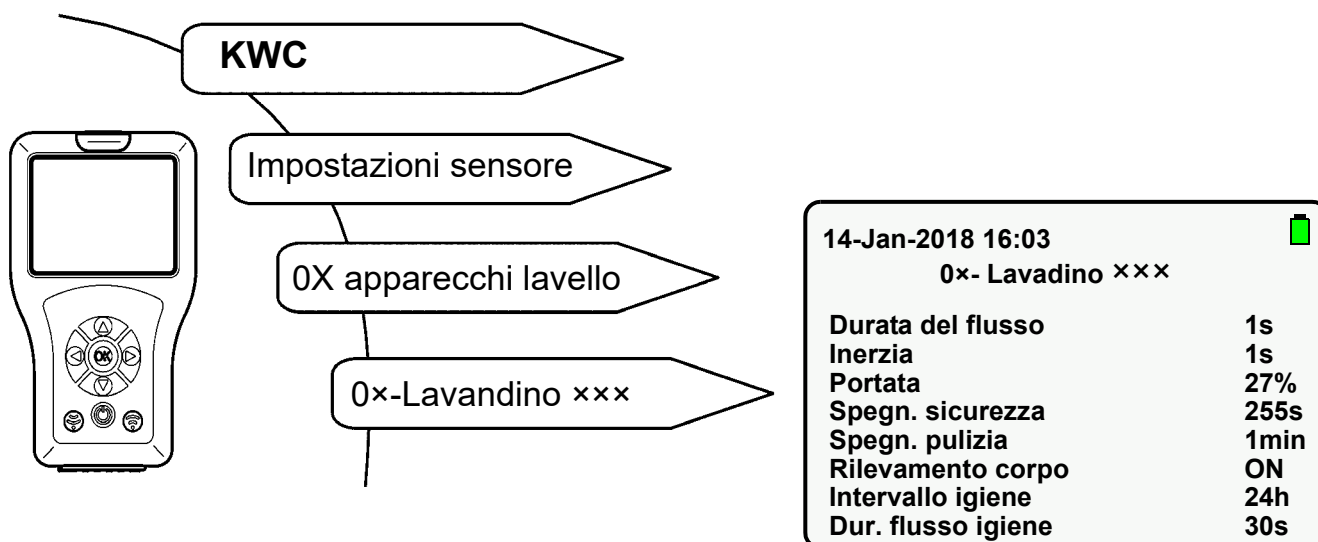 KWC
Impostazioni sensore
0X apparecchi lavello
0×-Lavandino ×××
OK
14-Jan-2018 16:03
0×- Lavadino ×××
Durata del flusso 1s
Inerzia 1s
Portata 27%
Spegn. sicurezza 255s
Spegn. pulizia 1min
Rilevamento corpo ON
Intervallo igiene 24h
Dur. flusso igiene 30s